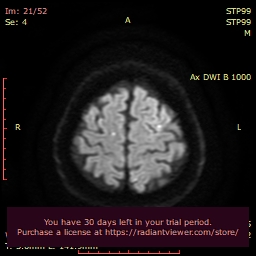 Im: 21/52
Se: 4
A
STP99
STP99
M
Ax DWI B 1000
R
L
You have 30 days left in your trial period.
Purchase a license at https://radiantviewer.com/store/